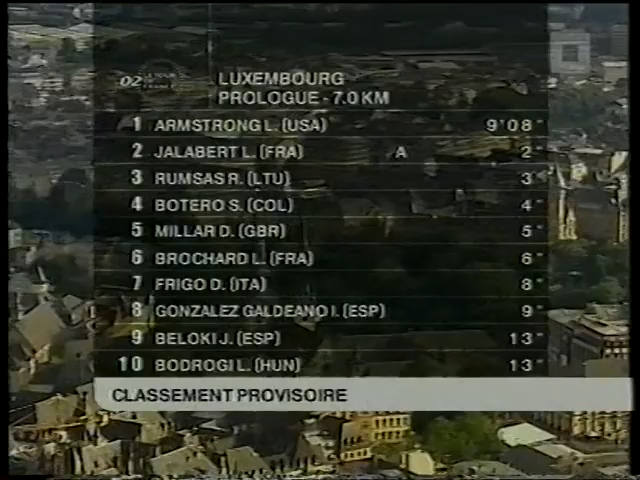 02 LUXEMBOURG
PROLOGUE - 7.0 KM
1 ARMSTRONG L. (USA) 9'08"
2 JALABERT L. (FRA) A 2"
3 RUMSAS R. (LTU) 3"
4 BOTERO S. (COL) 4"
5 MILLAR D. (GBR) 5"
6 BROCHARD L. (FRA) 6"
7 FRIGO D. (ITA) 8"
8 GONZALEZ GALDEANO I. (ESP) 9"
9 BELOKI J. (ESP) 13"
10 BODROGI L. (HUN) 13"
CLASSEMENT PROVISOIRE